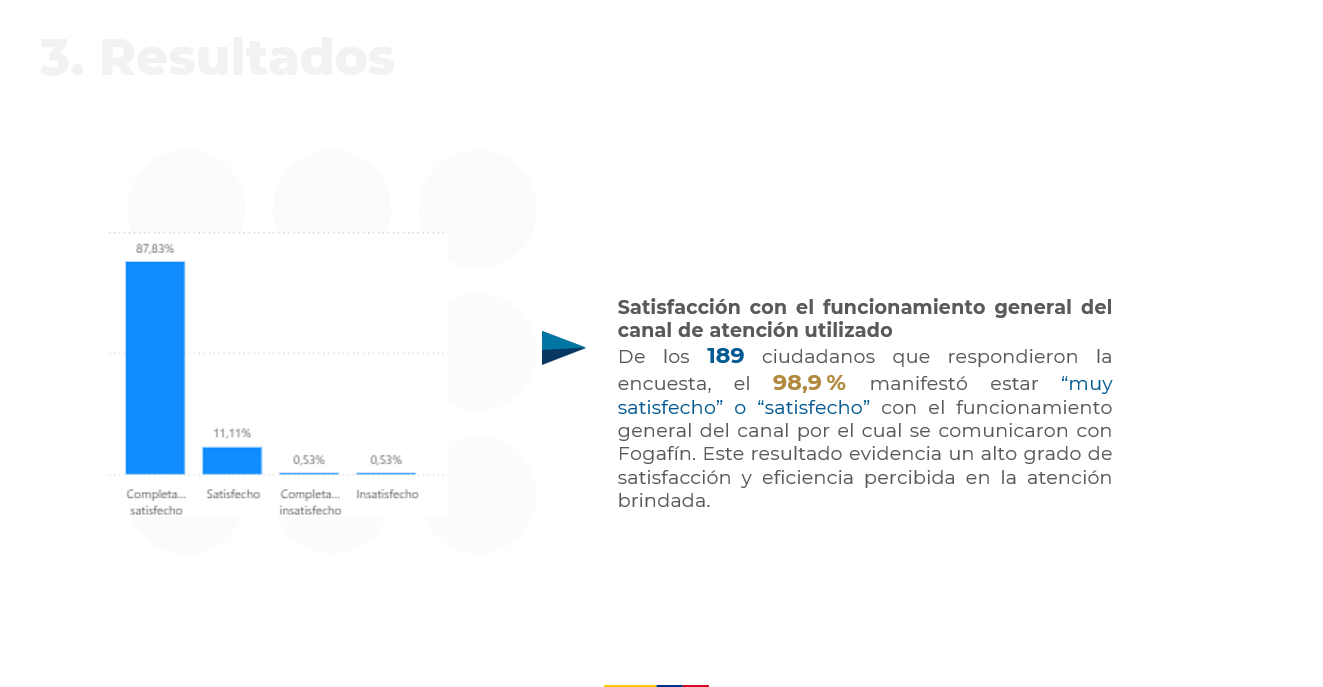 3. Resultados
87,83%
11,11%
0,53%
0,53%
Completa... satisfecho
Satisfecho
Completa... insatisfecho
Insatisfecho
Satisfacción con el funcionamiento general del
canal de atención utilizado
De los 189 ciudadanos que respondieron la
encuesta, el 98,9 % manifestó estar “muy
satisfecho” o “satisfecho” con el funcionamiento
general del canal por el cual se comunicaron con
Fogafín. Este resultado evidencia un alto grado de
satisfacción y eficiencia percibida en la atención
brindada.